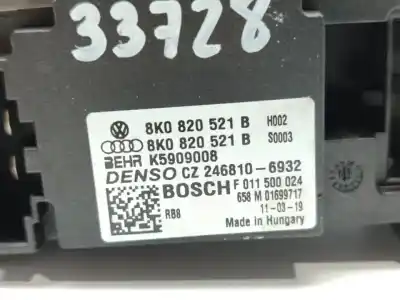 33728
8K0 820 521 B H002
8K0 820 521 B S0003
BEHR K5909008
DENSO CZ 246810-6932
BOSCH F 011 500 024
658 M 01699717
RB8 11-03-19
Made in Hungary